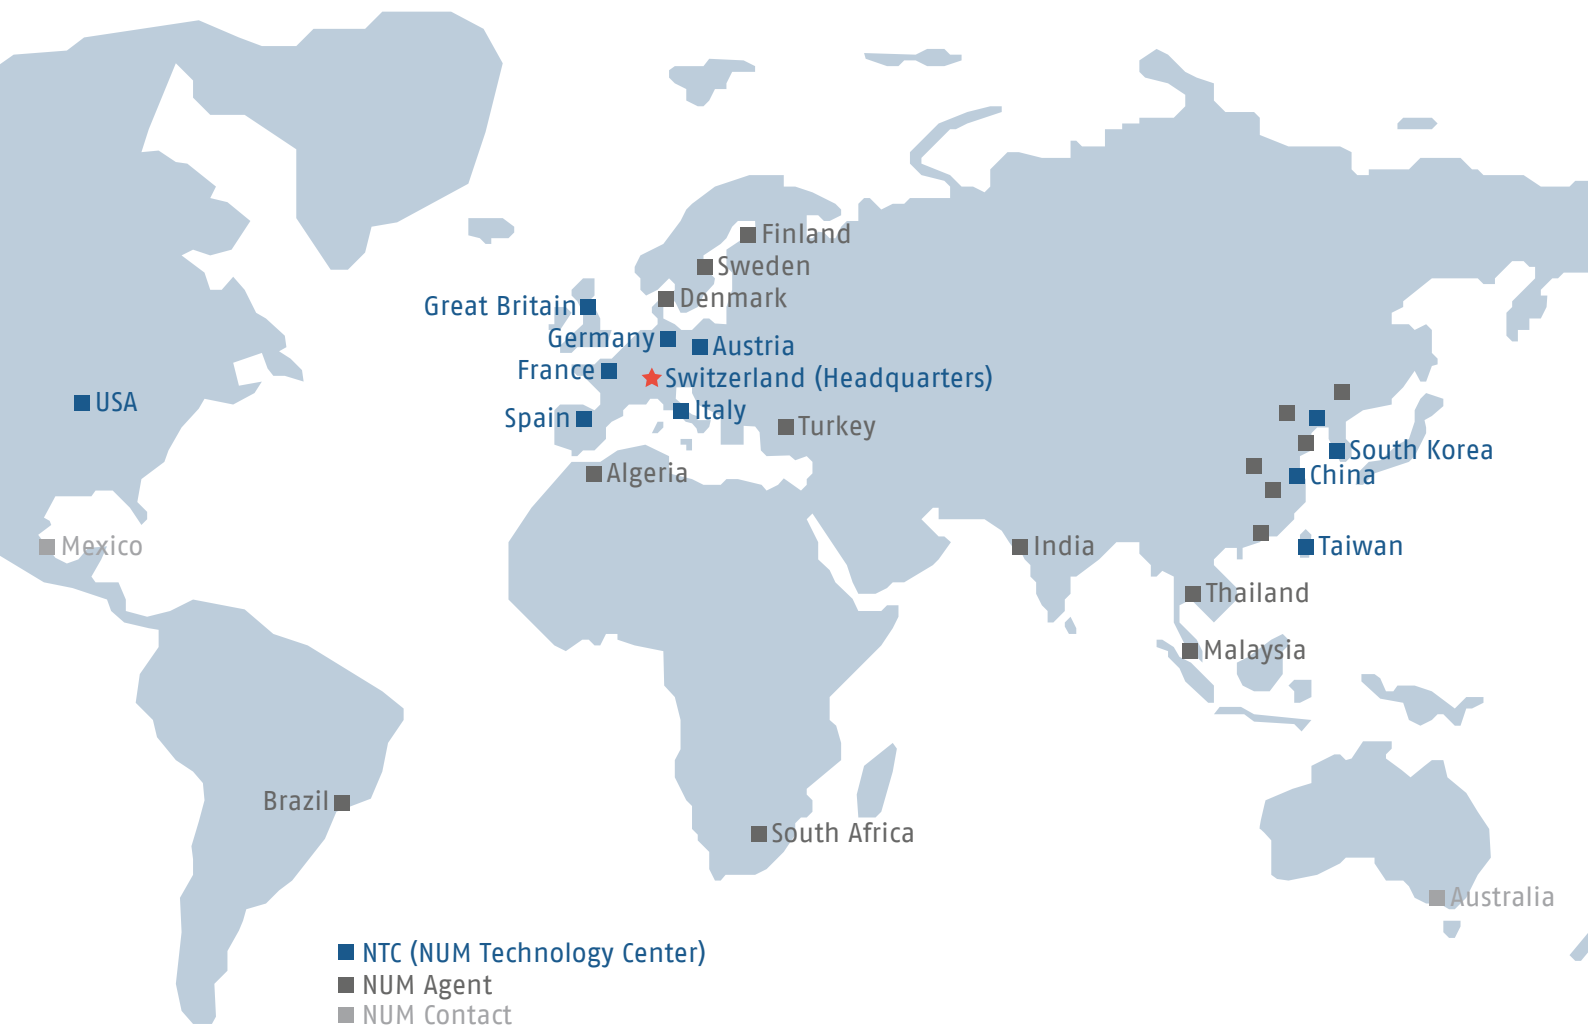 Finland
Sweden
Denmark
Great Britain
Germany
Austria
France
Switzerland (Headquarters)
USA
Italy
Spain
Turkey
South Korea
Algeria
China
Mexico
India
Taiwan
Thailand
Malaysia
Brazil
South Africa
Australia
NTC (NUM Technology Center)
NUM Agent
NUM Contact